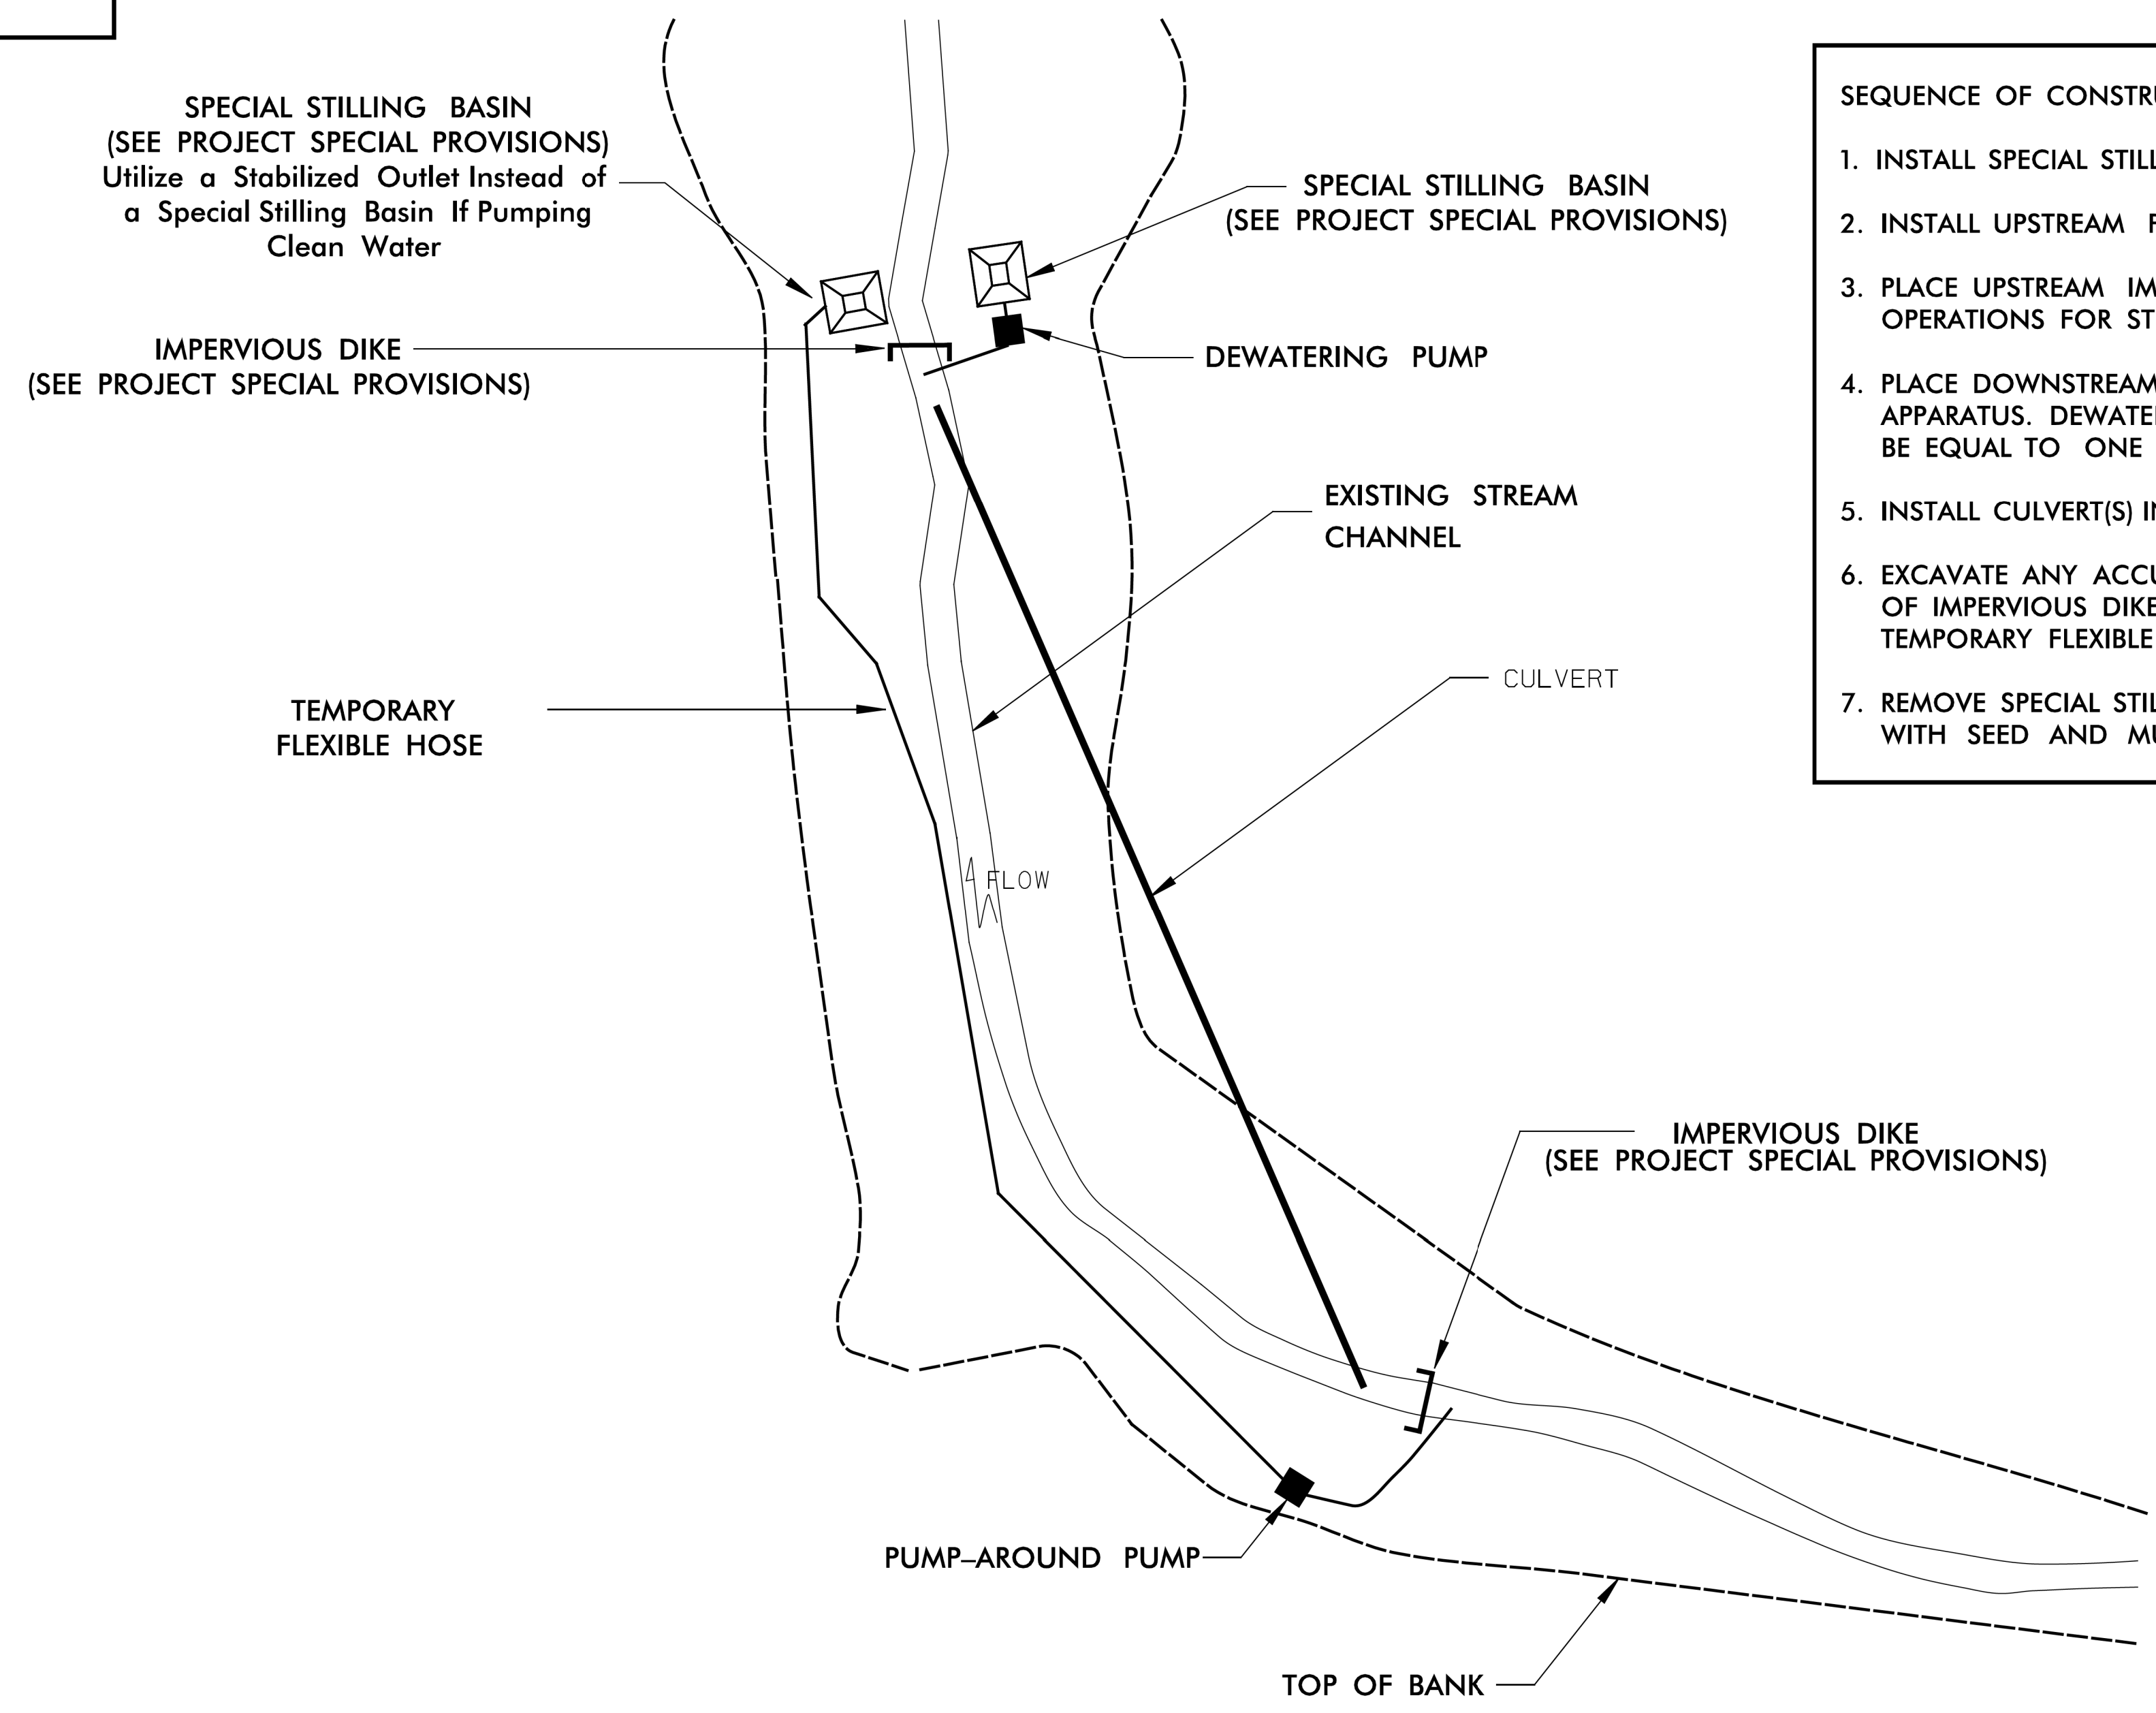 SPECIAL STILLING BASIN
(SEE PROJECT SPECIAL PROVISIONS)
Utilize a Stabilized Outlet Instead of
a Special Stilling Basin If Pumping
Clean Water
SPECIAL STILLING BASIN
(SEE PROJECT SPECIAL PROVISIONS)
IMPERVIOUS DIKE
(SEE PROJECT SPECIAL PROVISIONS)
DEWATERING PUMP
EXISTING STREAM
CHANNEL
CULVERT
TEMPORARY
FLEXIBLE HOSE
FLOW
IMPERVIOUS DIKE
(SEE PROJECT SPECIAL PROVISIONS)
PUMP-AROUND PUMP
TOP OF BANK
SEQUENCE OF
1. INSTALL SPECIAL
2. INSTALL UPSTREAM
3. PLACE UPSTREAM
OPERATIONS FOR
4. PLACE DOWNSTREAM
APPARATUS.
BE EQUAL TO ONE
5. INSTALL CULVERT(S)
6. EXCAVATE ANY
OF IMPERVIOUS DIKE
TEMPORARY FLEXIBLE
7. REMOVE SPECIAL
WITH SEED AND